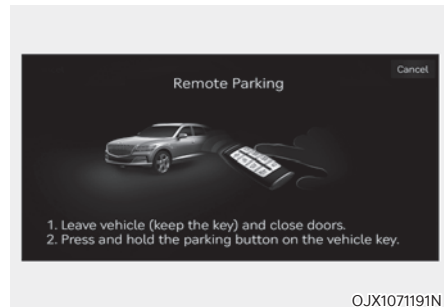 Cancel
Remote Parking
1. Leave vehicle (keep the key) and close doors.
2. Press and hold the parking button on the vehicle key.
OJX1071191N